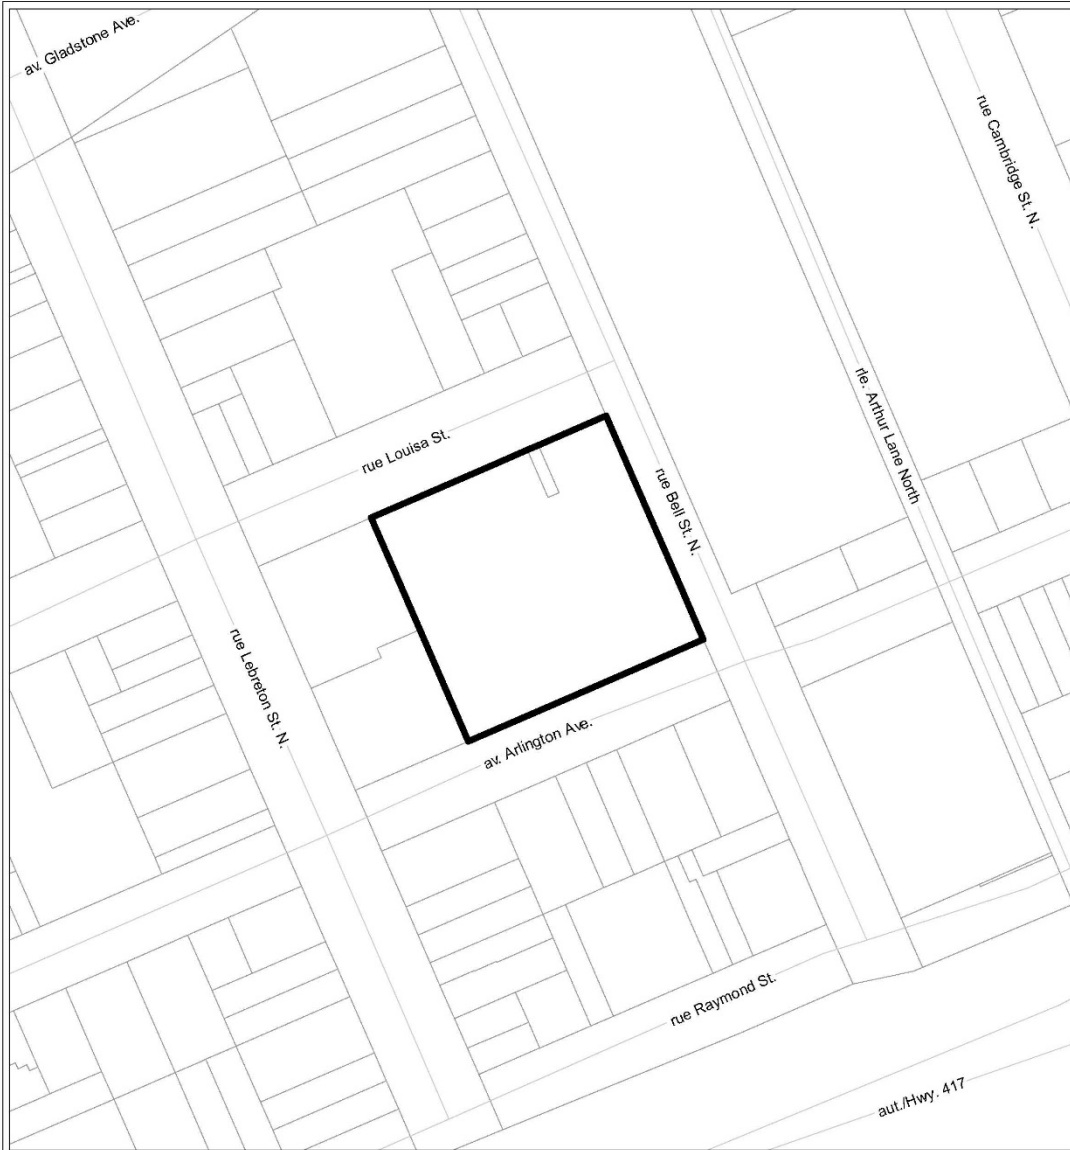 av. Gladstone Ave.
rue Cambridge St. N.
rle. Arthur Lane North
rue Louisa St.
rue Bell St. N.
rue Lebreton St. N.
av. Arlington Ave.
rue Raymond St.
aut./Hwy. 417